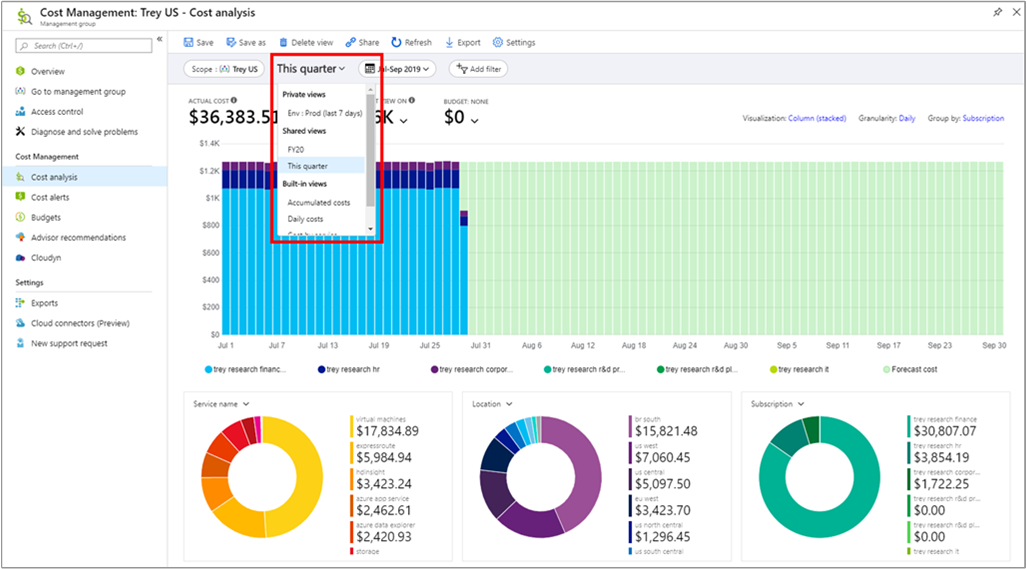 Cost Management: Trey US - Cost analysis
Management group
Search (Ctrl+/)
Overview
Go to management group
Access control
Diagnose and solve problems
Cost Management
Cost analysis
Cost alerts
Budgets
Advisor recommendations
Cloudyn
Settings
Exports
Cloud connectors (Preview)
New support request
Save
Save as
Delete view
Share
Refresh
Export
Settings
Scope : Trey US
This quarter
Jul-Sep 2019
Add filter
Private views
Env : Prod (last 7 days)
Shared views
FY20
This quarter
Built-in views
Accumulated costs
Daily costs
Cost by service
ACTUAL COST
$36,383.51
VIEW ON
K
BUDGET: NONE
$0
Visualization: Column (stacked)
Granularity: Daily
Group by: Subscription
$1.4K
$1.2K
$1K
$800
$600
$400
$200
$0
Jul 1
Jul 7
Jul 13
Jul 19
Jul 25
Jul 31
Aug 6
Aug 12
Aug 18
Aug 24
Aug 30
Sep 5
Sep 11
Sep 17
Sep 23
Sep 30
trey research financ...
trey research hr
trey research corpor...
trey research r&d pr...
trey research r&d pl...
trey research it
Forecast cost
Service name
virtual machines
$17,834.89
expressroute
$5,984.94
hdinsight
$3,423.24
azure app service
$2,462.61
azure data explorer
$2,420.93
storage
Location
br south
$15,821.48
us west
$7,060.45
us central
$5,097.50
eu west
$3,423.70
us north central
$1,296.45
us south central
Subscription
trey research finance
$30,807.07
trey research hr
$3,854.19
trey research corpor...
$1,722.25
trey research r&d pr...
$0.00
trey research r&d pl...
$0.00
trey research it